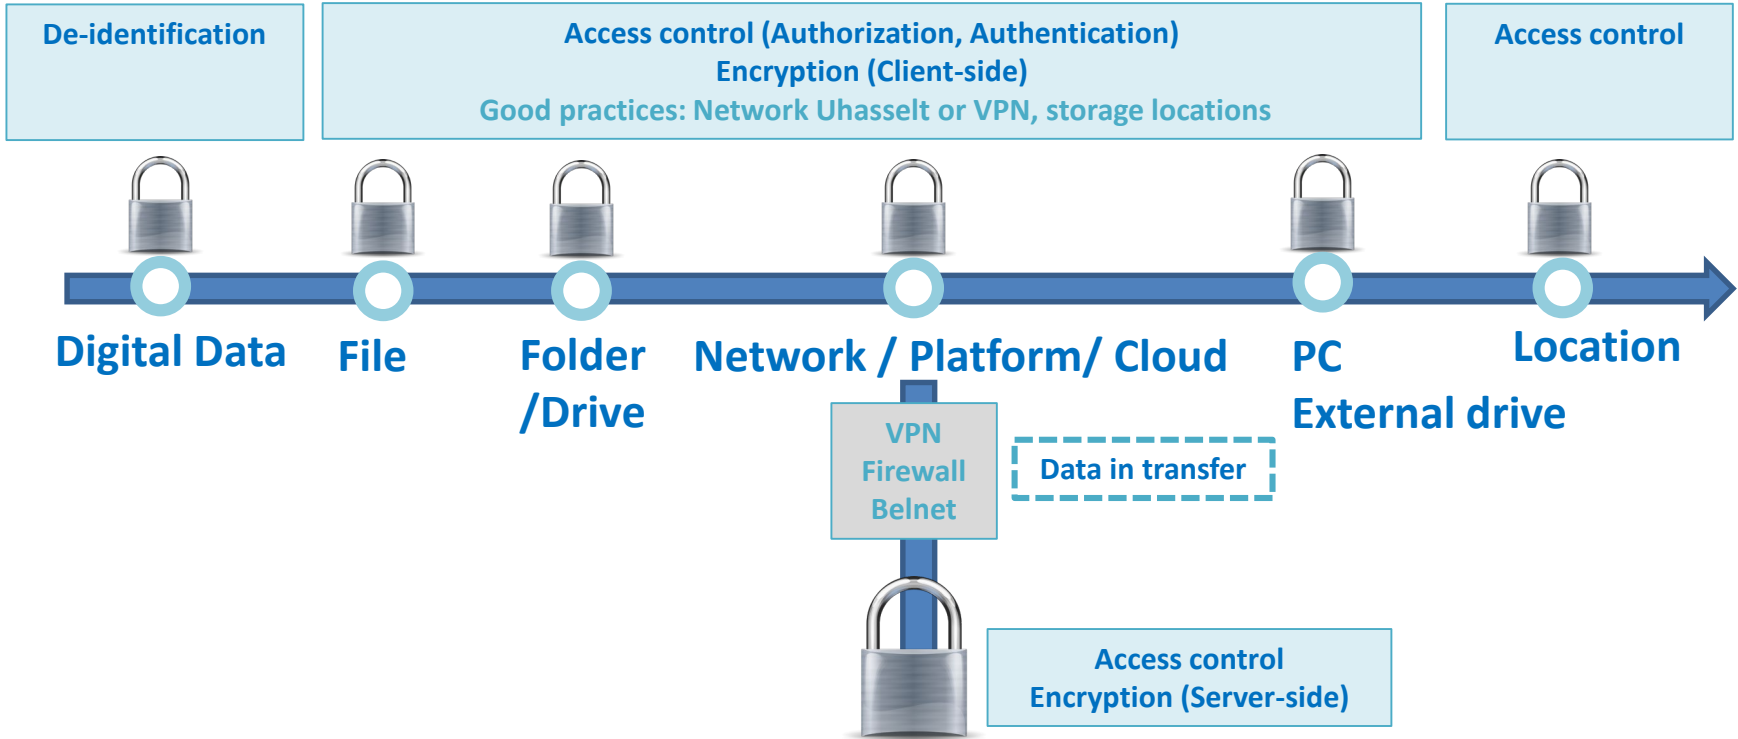 De-identification
Access control (Authorization, Authentication)
Encryption (Client-side)
Good practices: Network Uhasselt or VPN, storage locations
Access control
Digital Data
File
Folder
/Drive
Network / Platform/ Cloud
PC
External drive
Location
VPN
Firewall
Belnet
Data in transfer
Access control
Encryption (Server-side)